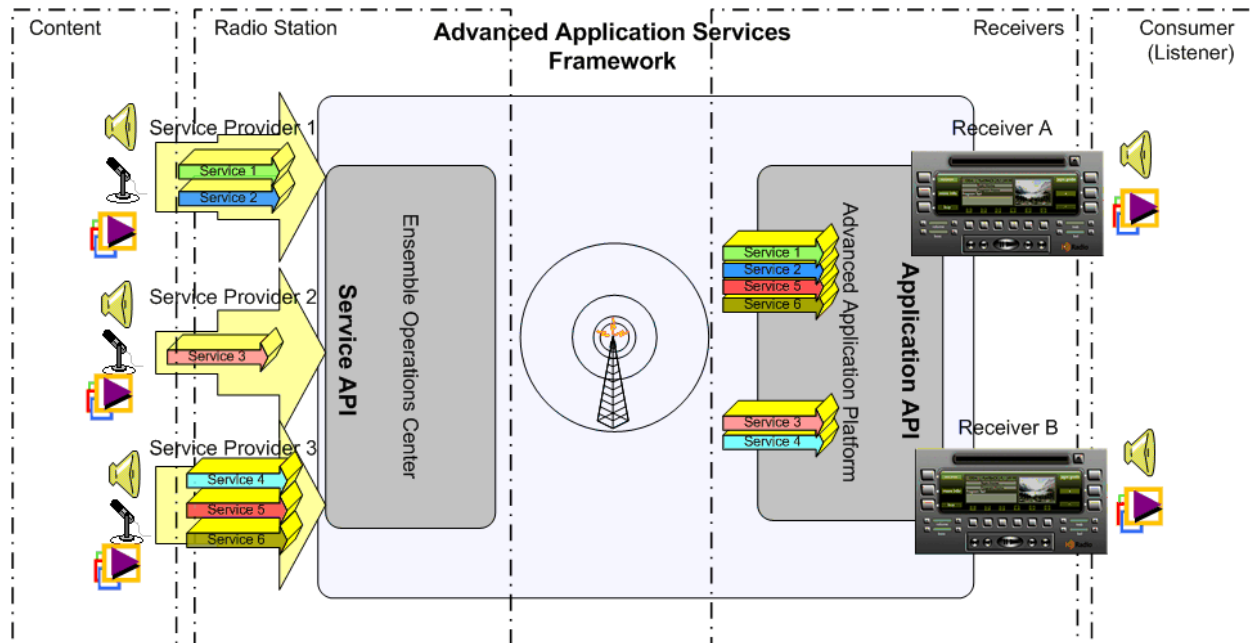 Content
Radio Station
Advanced Application Services
Framework
Receivers
Consumer
(Listener)
Service Provider 1
Service 1
Service 2
Service Provider 2
Service 3
Service Provider 3
Service 4
Service 5
Service 6
Service API
Ensemble Operations Center
Service 1
Service 2
Service 5
Service 6
Service 3
Service 4
Advanced Application Platform
Application API
Receiver A
Radio
Receiver B
Radio